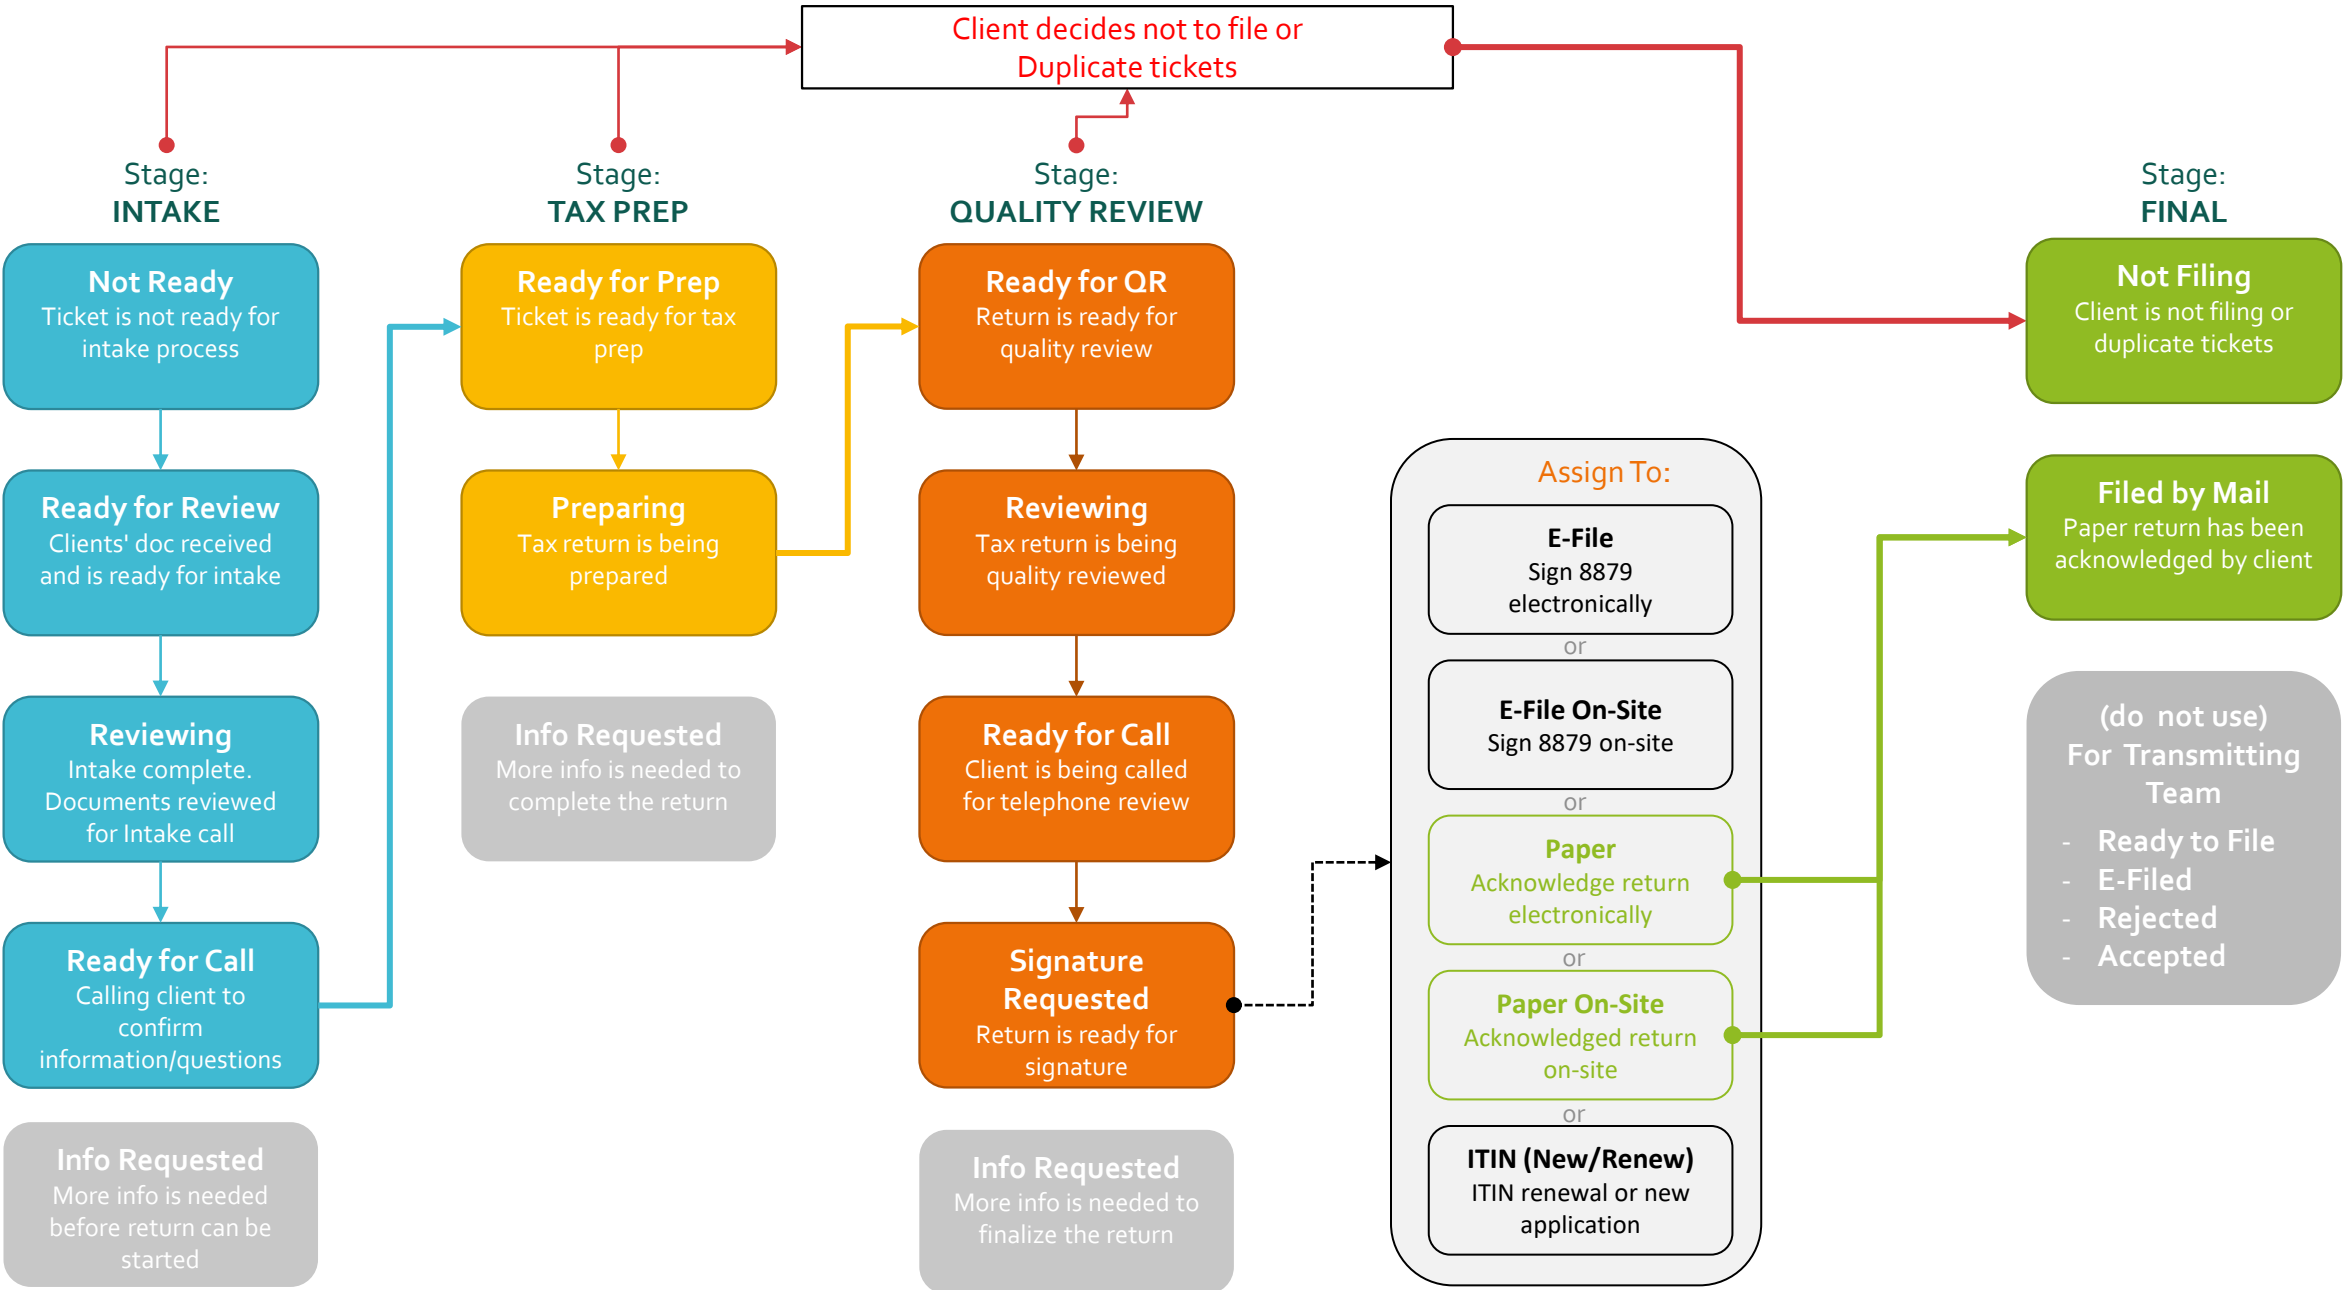 Client decides not to file or
Duplicate tickets
Stage:
INTAKE
Not Ready
Ticket is not ready for
intake process
Ready for Review
Clients' doc received
and is ready for intake
Reviewing
Intake complete.
Documents reviewed
for Intake call
Ready for Call
Calling client to
confirm
information/questions
Info Requested
More info is needed
before return can be
started
Stage:
TAX PREP
Ready for Prep
Ticket is ready for tax
prep
Preparing
Tax return is being
prepared
Info Requested
More info is needed to
complete the return
Stage:
QUALITY REVIEW
Ready for QR
Return is ready for
quality review
Reviewing
Tax return is being
quality reviewed
Ready for Call
Client is being called
for telephone review
Signature
Requested
Return is ready for
signature
Info Requested
More info is needed to
finalize the return
Assign To:
E-File
Sign 8879
electronically
or
E-File On-Site
Sign 8879 on-site
or
Paper
Acknowledge return
electronically
or
Paper On-Site
Acknowledged return
on-site
or
ITIN (New/Renew)
ITIN renewal or new
application
Stage:
FINAL
Not Filing
Client is not filing or
duplicate tickets
Filed by Mail
Paper return has been
acknowledged by client
(do not use)
For Transmitting
Team
- Ready to File
- E-Filed
- Rejected
- Accepted